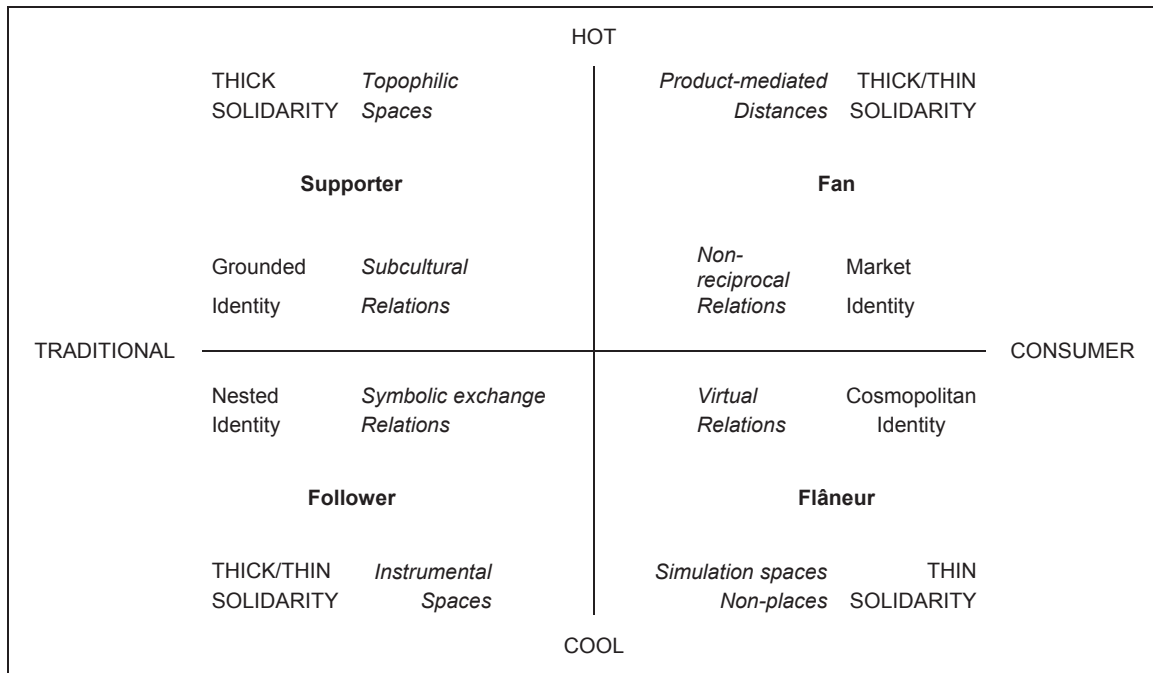 HOT
THICK Topophilic Product-mediated THICK/THIN
SOLIDARITY Spaces Distances SOLIDARITY
Supporter Fan
Grounded Subcultural Non-reciprocal Market
Identity Relations Relations Identity
TRADITIONAL CONSUMER
Nested Symbolic exchange Virtual Cosmopolitan
Identity Relations Relations Identity
Follower Flâneur
THICK/THIN Instrumental Simulation spaces THIN
SOLIDARITY Spaces Non-places SOLIDARITY
COOL